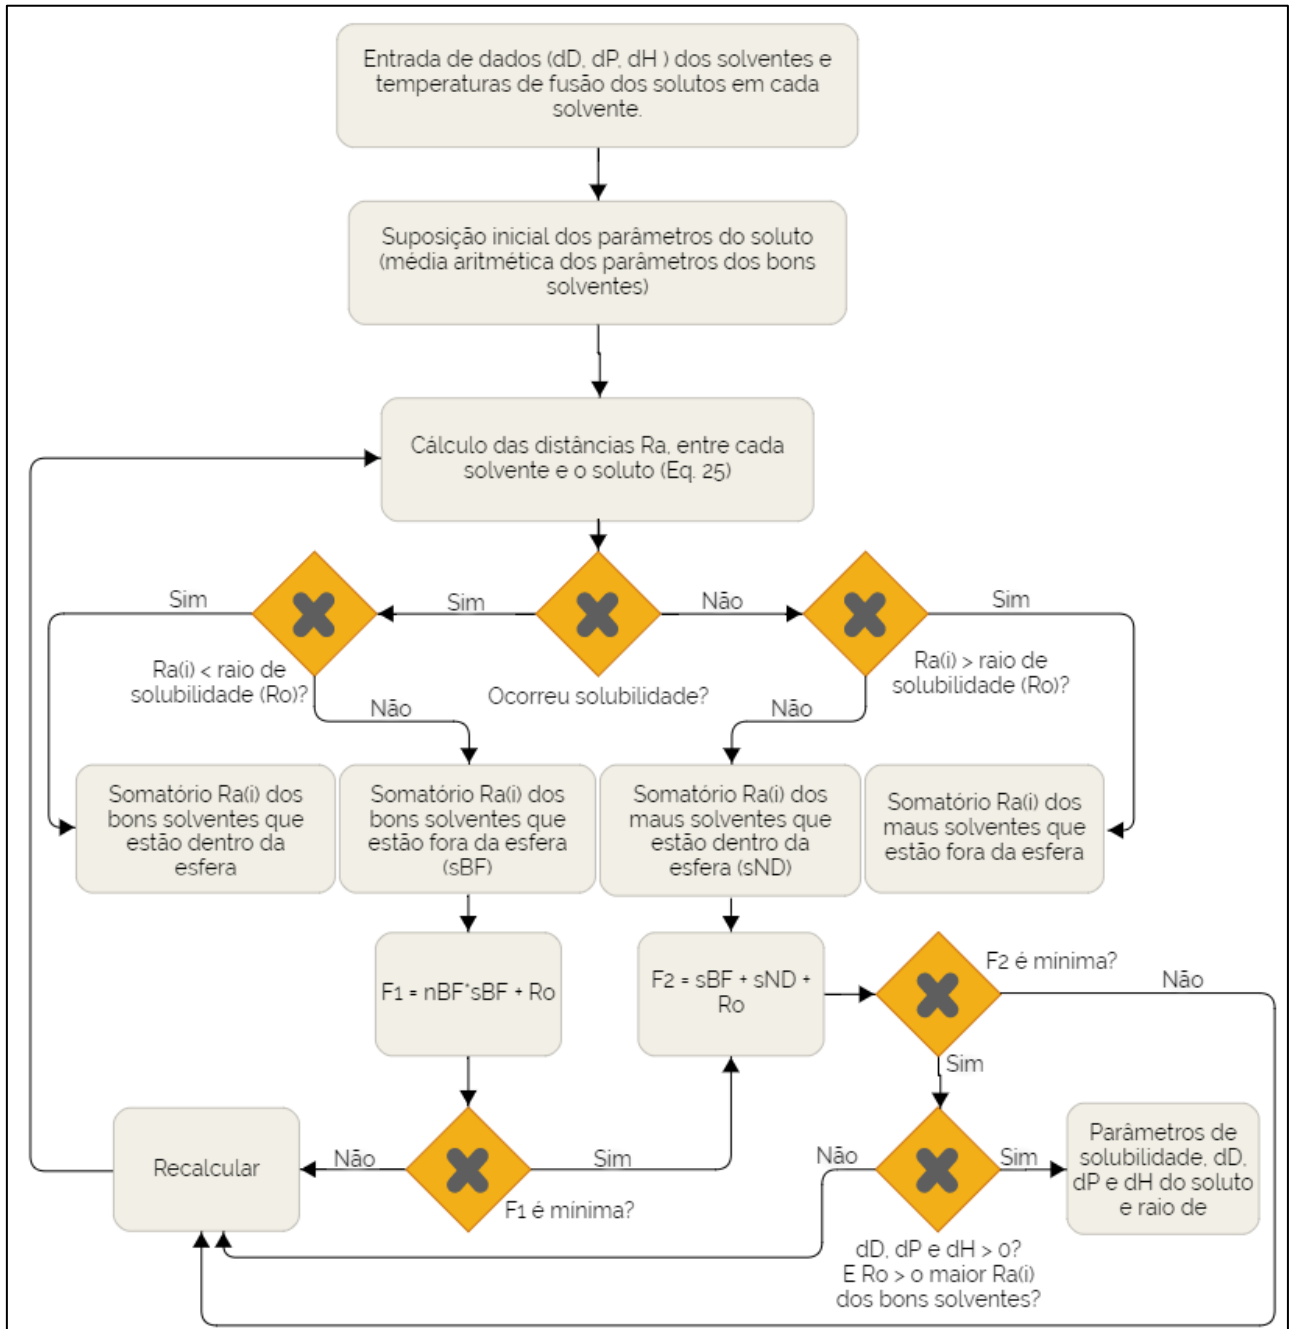 Entrada de dados (dD, dP, dH ) dos solventes e
temperaturas de fusão dos solutos em cada
solvente.
Suposição inicial dos parâmetros do soluto
(média aritmética dos parâmetros dos bons
solventes)
Cálculo das distâncias Ra, entre cada
solvente e o soluto (Eq. 25)
Sim
Sim
Não
Sim
Ra(i) < raio de
solubilidade (Ro)?
Ocorreu solubilidade?
Ra(i) > raio de
solubilidade (Ro)?
Não
Não
Somatório Ra(i) dos
bons solventes que
estão dentro da
esfera
Somatório Ra(i) dos
bons solventes que
estão fora da esfera
(sBF)
Somatório Ra(i) dos
maus solventes que
estão dentro da
esfera (sND)
Somatório Ra(i) dos
maus solventes que
estão fora da esfera
F1 = nBF*sBF + Ro
F2 = sBF + sND +
Ro
F2 é mínima?
Não
Sim
Recalcular
Não
Sim
F1 é mínima?
Não
Sim
Parâmetros de
solubilidade, dD,
dP e dH do soluto
e raio de
dD, dP e dH > 0?
E Ro > o maior Ra(i)
dos bons solventes?